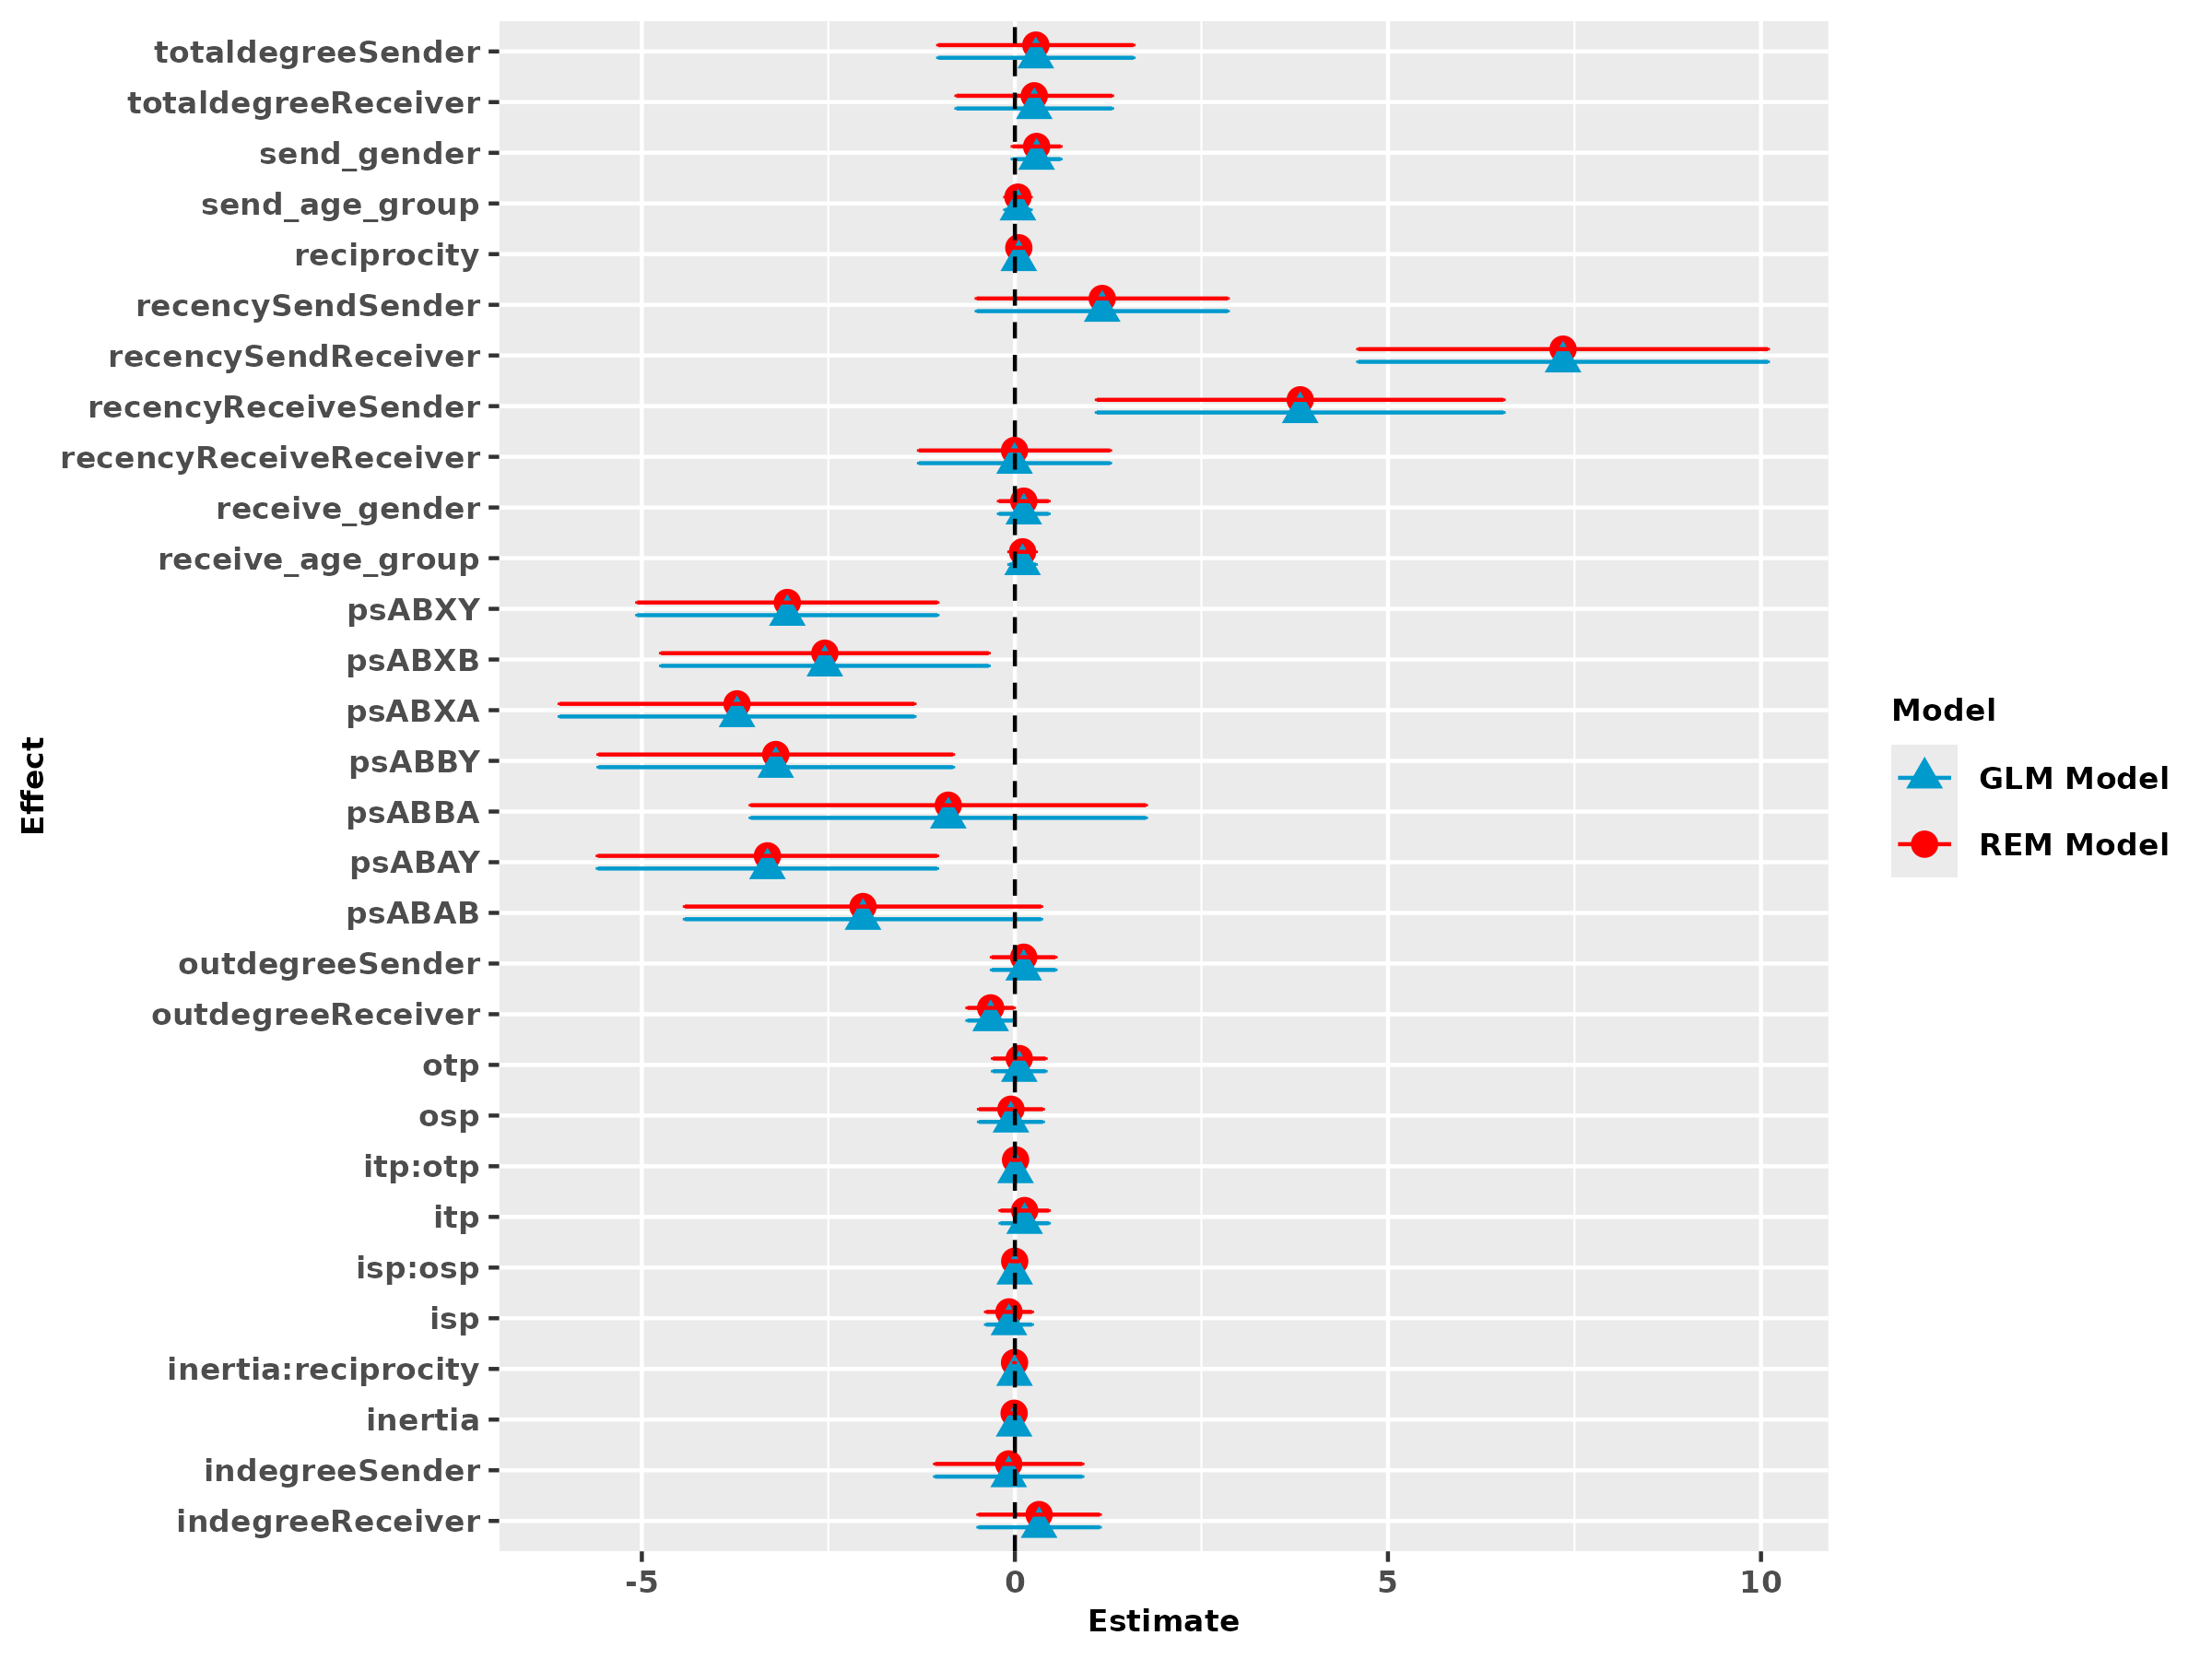 totaldegreeSender
totaldegreeReceiver
send_gender
send_age_group
reciprocity
recencySendSender
recencySendReceiver
recencyReceiveSender
recencyReceiveReceiver
receive_gender
receive_age_group
psABXY
psABXB
psABXA
psABBY
psABBA
psABAY
psABAB
outdegreeSender
outdegreeReceiver
otp
osp
itp:otp
itp
isp:osp
isp
inertia:reciprocity
inertia
indegreeSender
indegreeReceiver
Effect
-5
0
5
10
Estimate
Model
GLM Model
REM Model